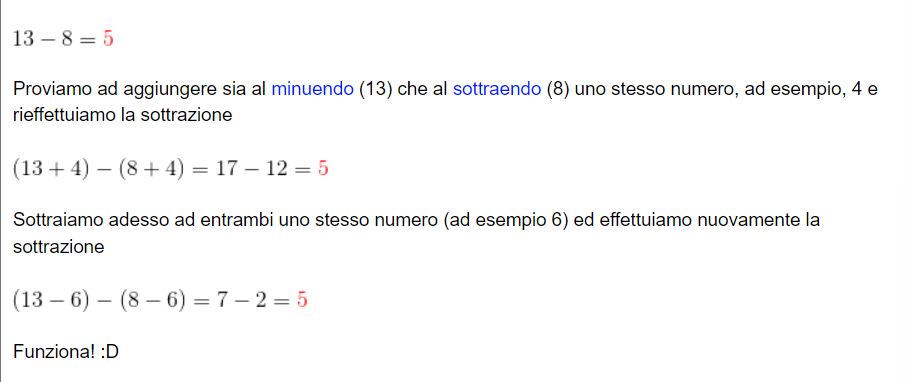 13 − 8 = 5
Proviamo ad aggiungere sia al minuendo (13) che al sottraendo (8) uno stesso numero, ad esempio, 4 e
rieffettuiamo la sottrazione
(13 + 4) − (8 + 4) = 17 − 12 = 5
Sottraiamo adesso ad entrambi uno stesso numero (ad esempio 6) ed effettuiamo nuovamente la
sottrazione
(13 − 6) − (8 − 6) = 7 − 2 = 5
Funziona! :D